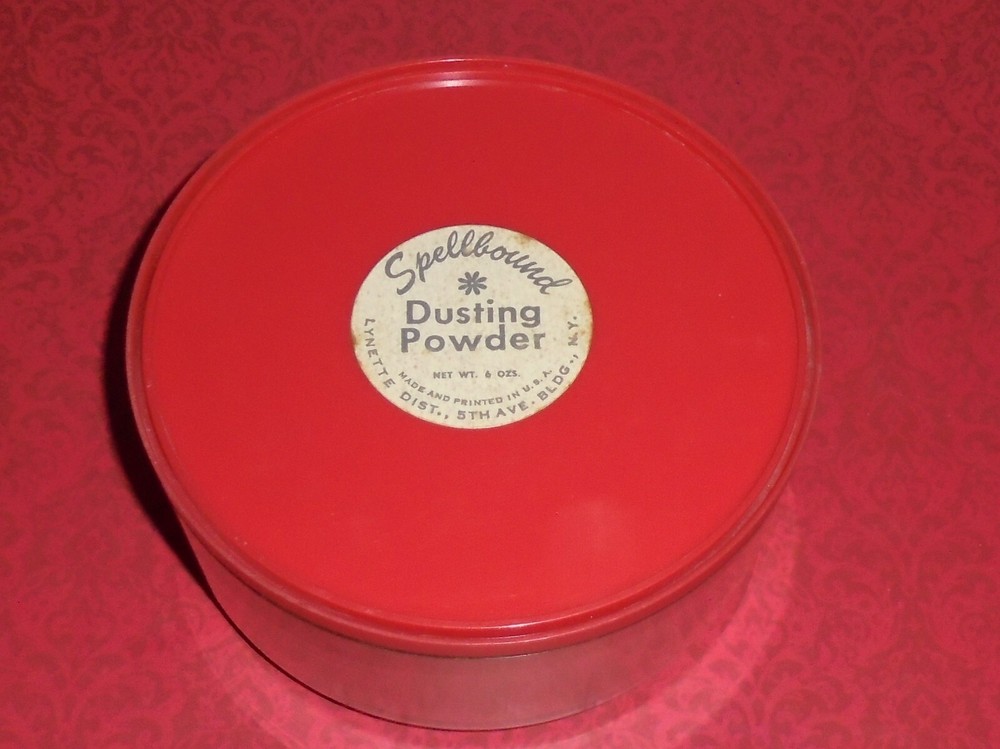 Spellbound
Dusting
Powder
NET WT. 6 OZS.
MADE AND PRINTED IN U.S.A.
LYNETTE DIST., 5TH AVE. BLDG., N.Y.